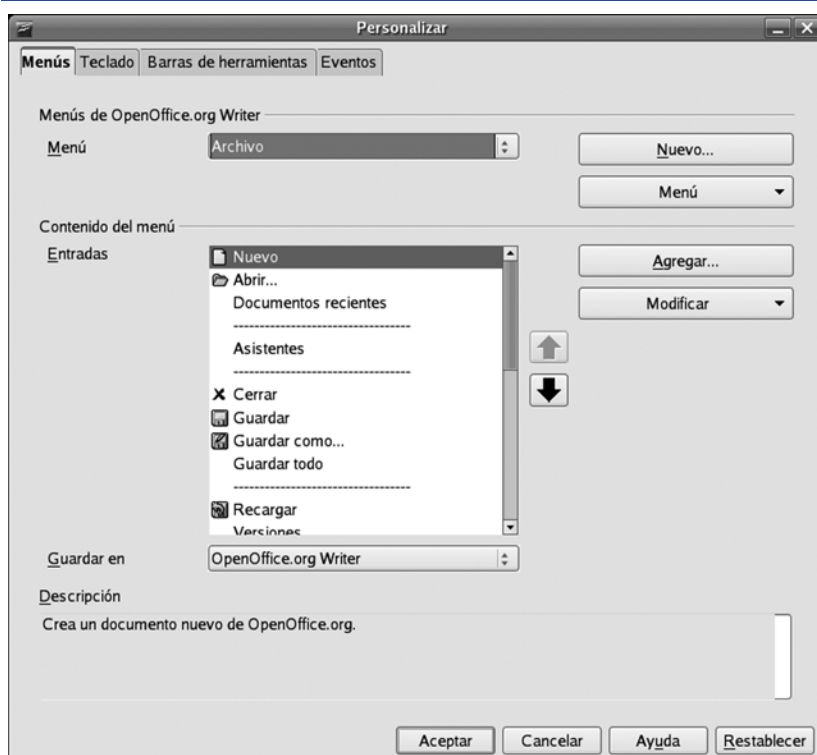 Personalizar
Menús Teclado Barras de herramientas Eventos
Menús de OpenOffice.org Writer
Menú Archivo Nuevo...
Menú
Contenido del menú
Entradas Nuevo Agregar...
Abrir...
Documentos recientes Modificar
----------------------------------
Asistentes
----------------------------------
Cerrar
Guardar
Guardar como...
Guardar todo
----------------------------------
Recargar
Versiones
Guardar en OpenOffice.org Writer
Descripción
Crea un documento nuevo de OpenOffice.org.
Aceptar Cancelar Ayuda Restablecer